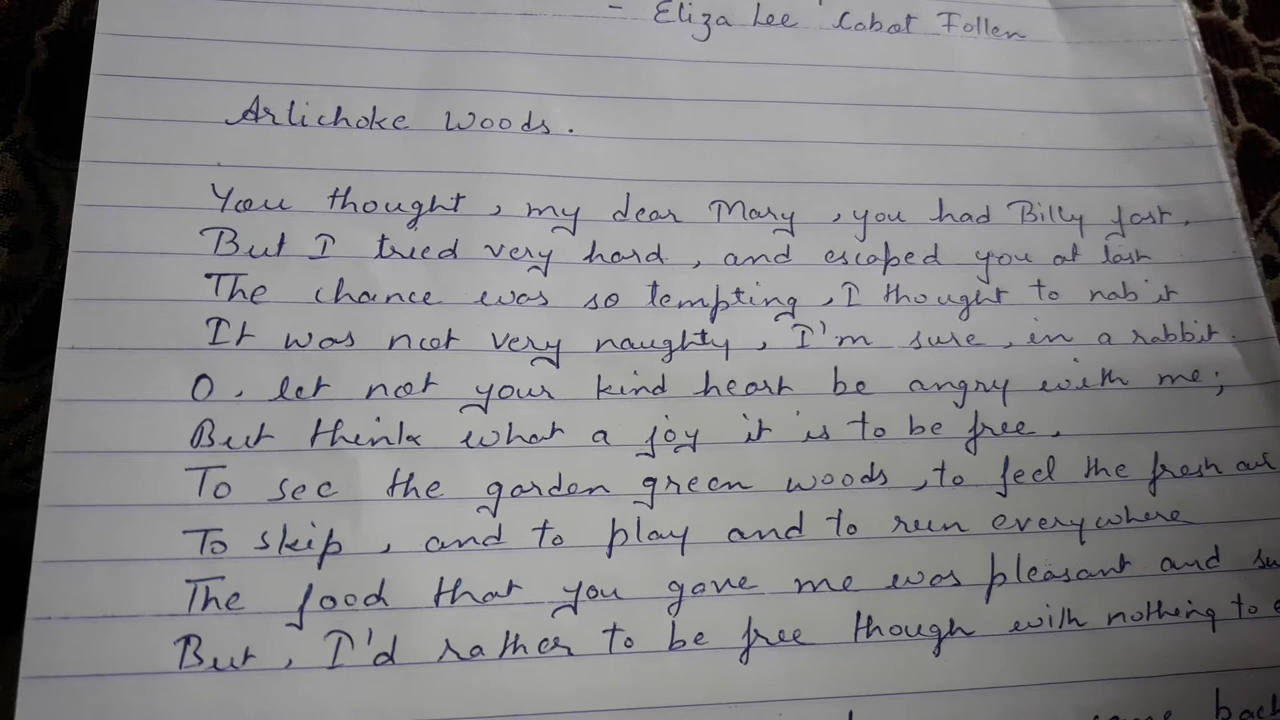 - Eliza Lee Cabot Follen
Artichoke Woods.
You thought, my dear Mary, you had Billy fast,
But I tried very hard, and escaped you at last
The chance was so tempting, I thought to nab it
It was not very naughty, I'm sure, in a rabbit.
O, let not your kind heart be angry with me;
But think what a joy it is to be free,
To see the garden green woods, to feel the fresh air
To skip, and to play and to run everywhere
The food that you gave me was pleasant and
But, I'd rather to be free though with nothing to